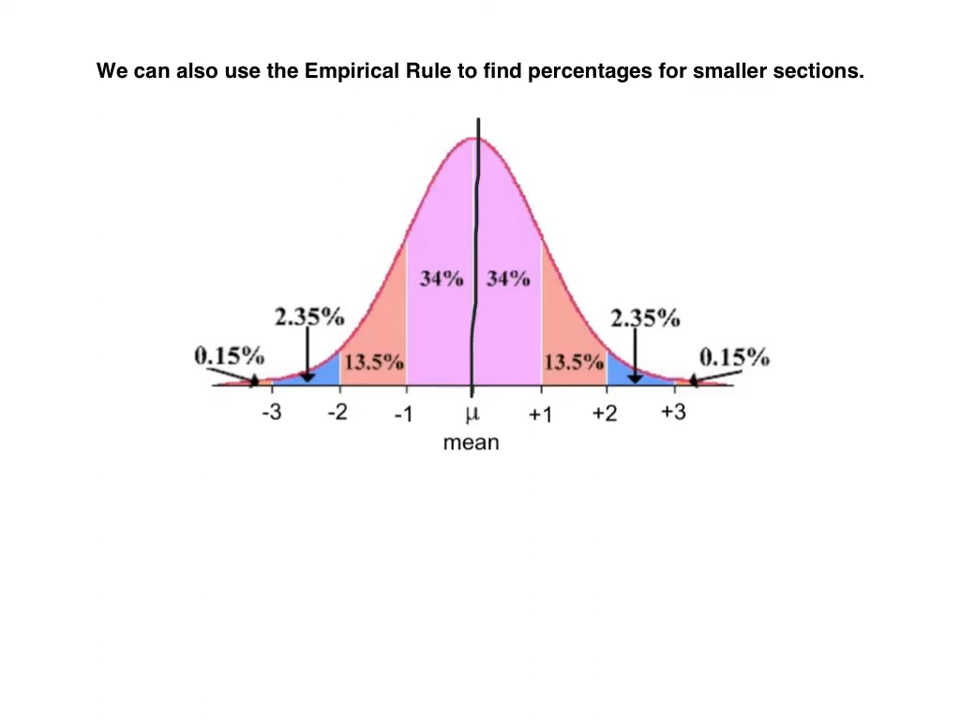 We can also use the Empirical Rule to find percentages for smaller sections.
34% 34%
2.35% 2.35%
0.15% 13.5% 13.5% 0.15%
-3 -2 -1 μ +1 +2 +3
mean